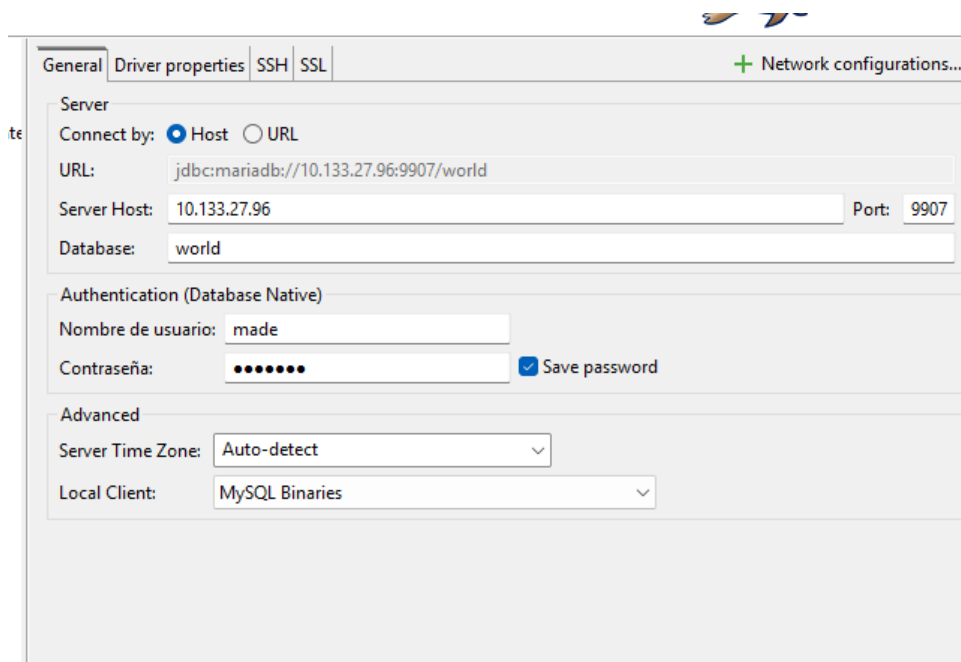 General Driver properties SSH SSL + Network configurations...
Server
Connect by: Host URL
URL: jdbc:mariadb://10.133.27.96:9907/world
Server Host: 10.133.27.96 Port: 9907
Database: world
Authentication (Database Native)
Nombre de usuario: made
Contraseña: •••••••
Save password
Advanced
Server Time Zone: Auto-detect
Local Client: MySQL Binaries